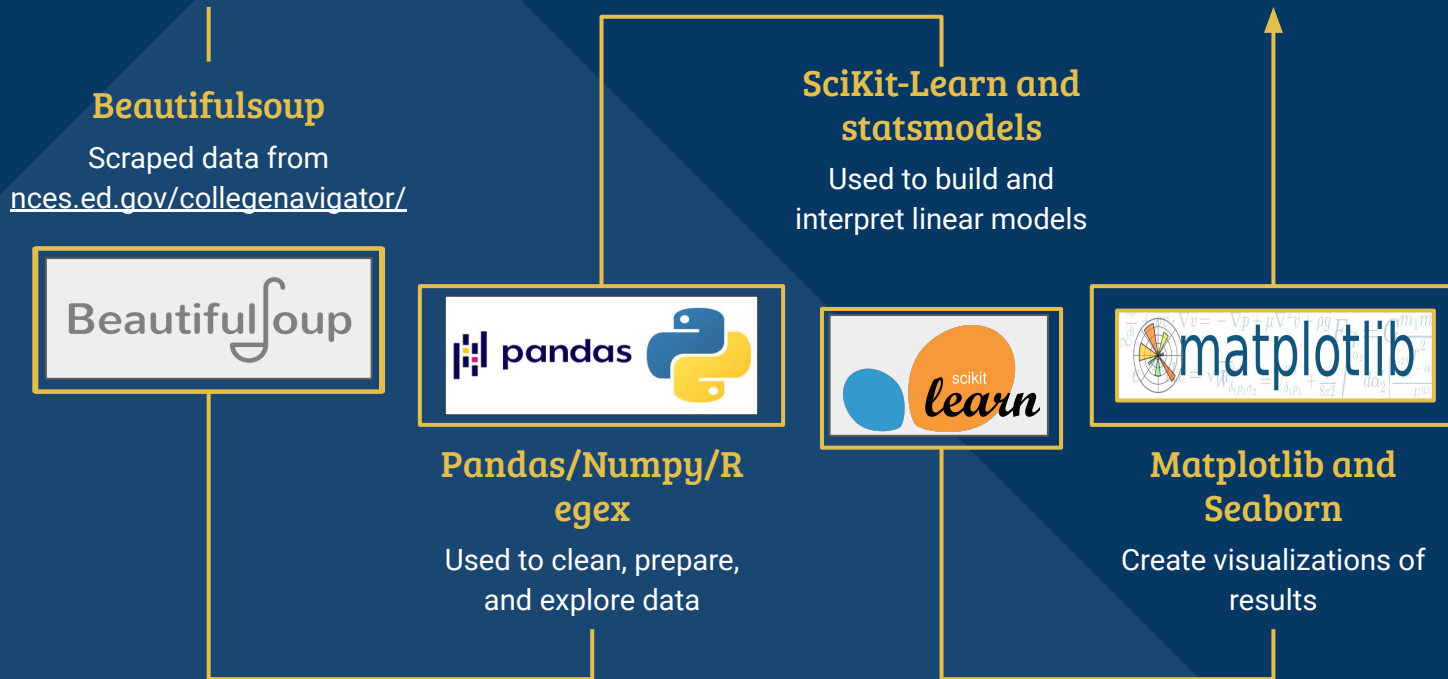 Beautifulsoup
Scraped data from
nces.ed.gov/collegenavigator/
BeautifulSoup
pandas
Pandas/Numpy/R
egex
Used to clean, prepare,
and explore data
SciKit-Learn and
statsmodels
Used to build and
interpret linear models
scikit
learn
matplotlib
Matplotlib and
Seaborn
Create visualizations of
results